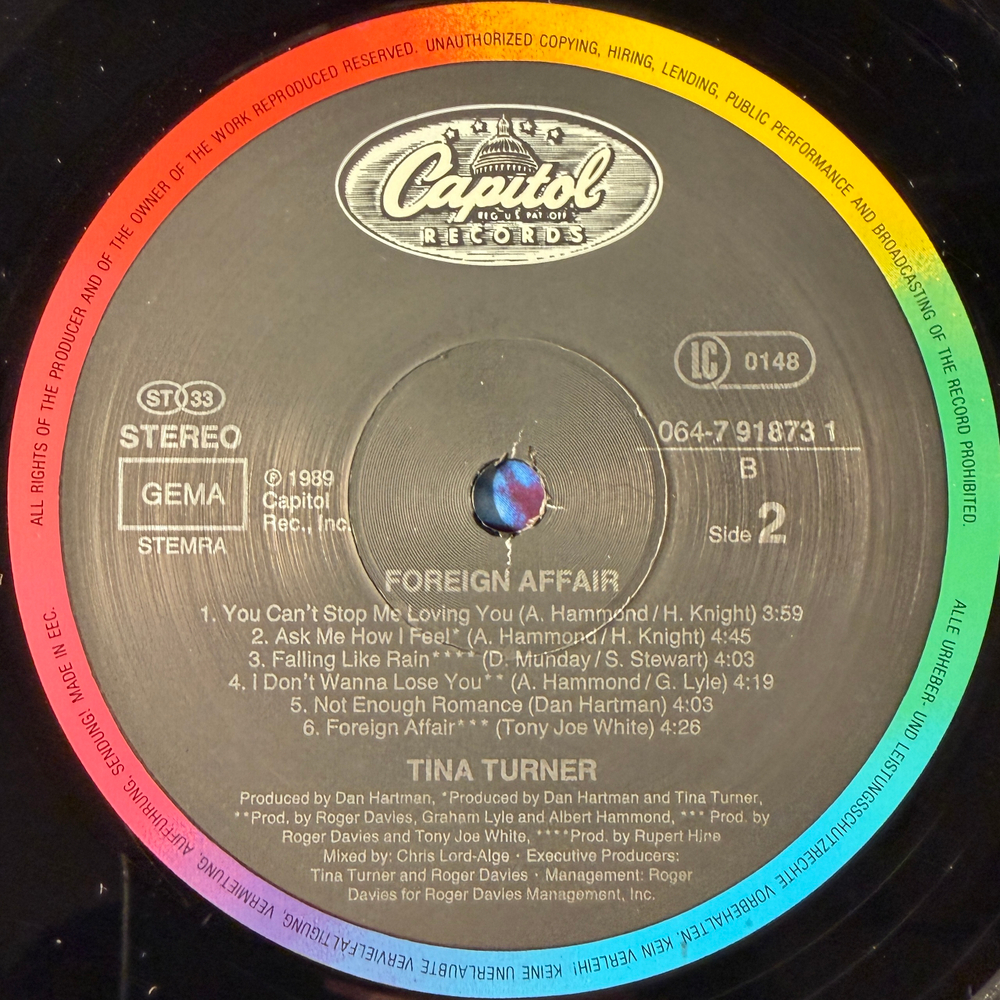 ALL RIGHTS OF THE PRODUCER AND OF THE OWNER OF THE WORK REPRODUCED RESERVED. UNAUTHORIZED COPYING, HIRING, LENDING, PUBLIC PERFORMANCE AND BROADCASTING OF THE RECORD PROHIBITED.
Capitol
REG. U.S. PAT. OFF.
RECORDS
LC 0148
ST 33
STEREO
GEMA
STEMRA
℗ 1989
Capitol
Rec., Inc.
064-7 91873 1
B
Side 2
FOREIGN AFFAIR
1. You Can't Stop Me Loving You (A. Hammond / H. Knight) 3:59
2. Ask Me How I Feel* (A. Hammond / H. Knight) 4:45
3. Falling Like Rain**** (D. Munday / S. Stewart) 4:03
4. I Don't Wanna Lose You** (A. Hammond / G. Lyle) 4:19
5. Not Enough Romance (Dan Hartman) 4:03
6. Foreign Affair*** (Tony Joe White) 4:26
TINA TURNER
Produced by Dan Hartman, *Produced by Dan Hartman and Tina Turner,
**Prod. by Roger Davies, Graham Lyle and Albert Hammond, *** Prod. by
Roger Davies and Tony Joe White, ****Prod. by Rupert Hine
Mixed by: Chris Lord-Alge · Executive Producers:
Tina Turner and Roger Davies · Management: Roger
Davies for Roger Davies Management, Inc.
ALLE URHEBER- UND LEISTUNGSSCHUTZRECHTE VORBEHALTEN, KEIN VERLEIH! KEINE UNERLAUBTE VERVIELFÄLTIGUNG, VERMIETUNG, AUFFÜHRUNG, SENDUNG! MADE IN EEC.